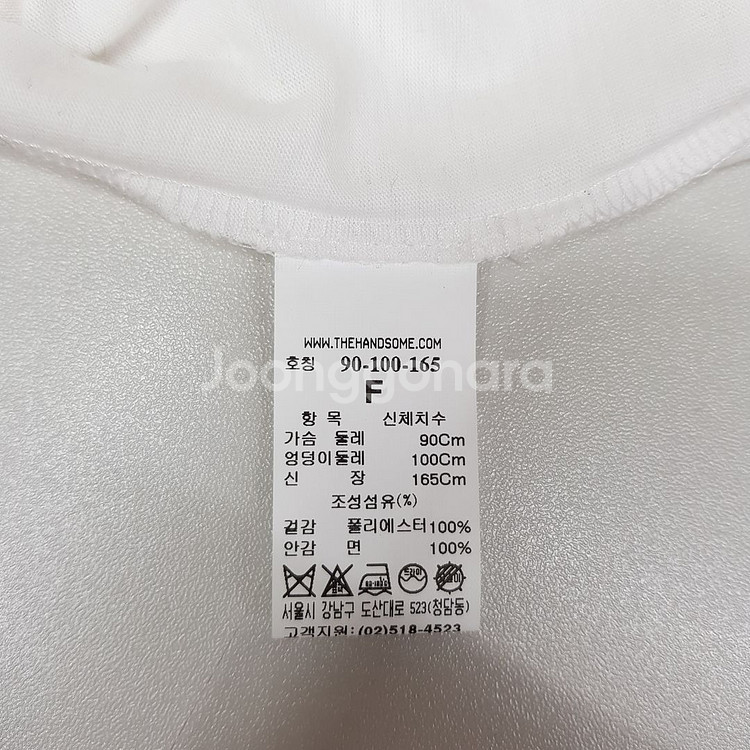 WWW.THEHANDSOME.COM
호칭 90-100-165
Joonggonara
F
항 목 신체치수
가슴 둘레 90Cm
엉덩이둘레 100Cm
신 장 165Cm
조성섬유(%)
겉감 폴리에스터100%
안감 면 100%
서울시 강남구 도산대로 523(청담동)
고객지원: (02)518-4523